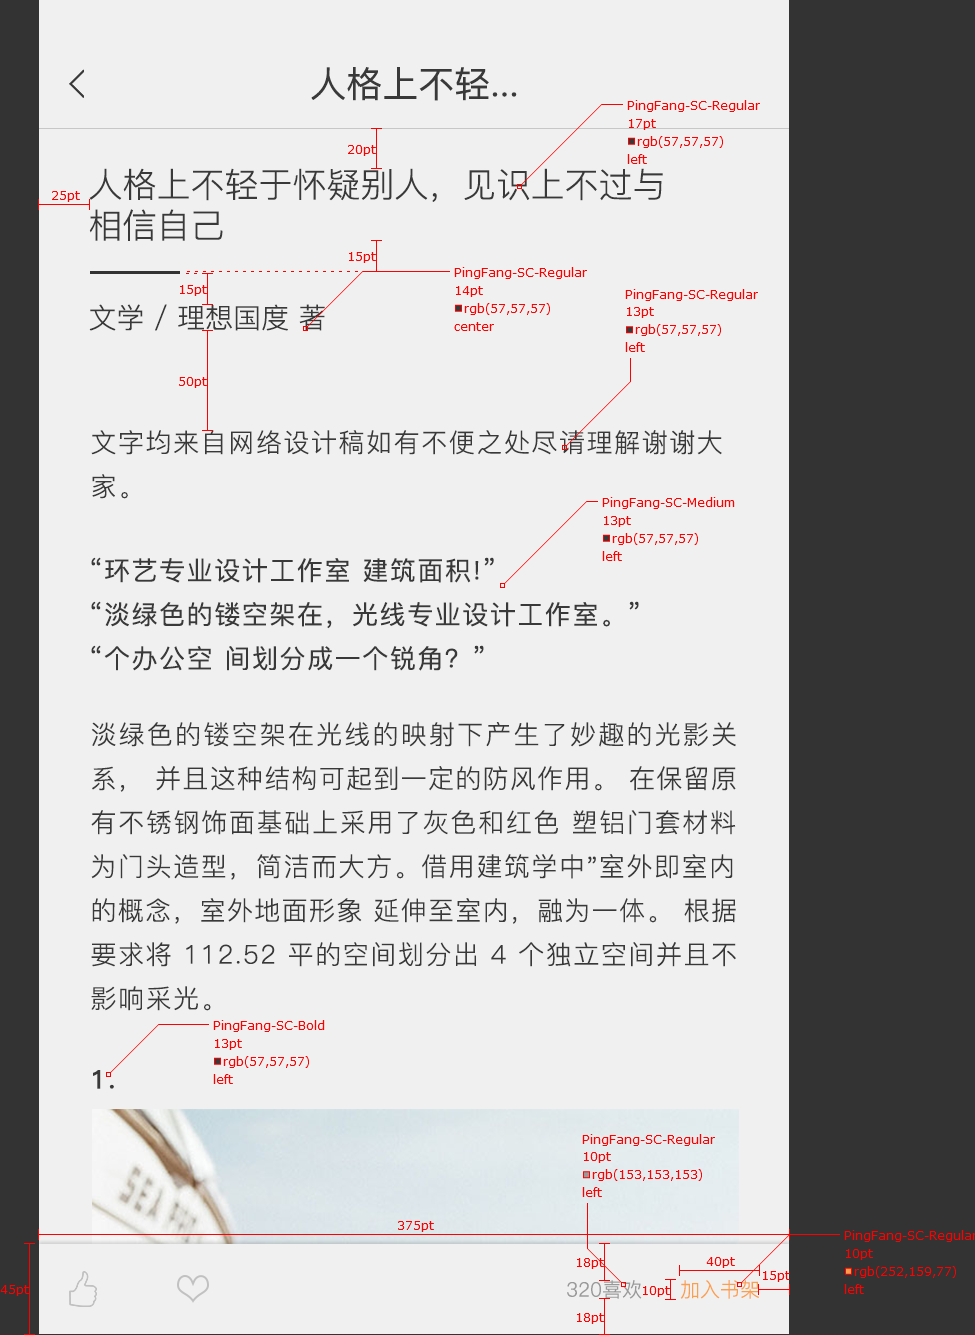 人格上不轻...
PingFang-SC-Regular
17pt
rgb(57,57,57)
left
20pt
25pt
人格上不轻于怀疑别人，见识上不过与
相信自己
15pt
PingFang-SC-Regular
14pt
rgb(57,57,57)
center
15pt
文学 / 理想国度 著
PingFang-SC-Regular
13pt
rgb(57,57,57)
left
50pt
文字均来自网络设计稿如有不便之处尽请理解谢谢大
家。
PingFang-SC-Medium
13pt
rgb(57,57,57)
left
“环艺专业设计工作室 建筑面积!”
“淡绿色的镂空架在，光线专业设计工作室。”
“个办公空 间划分成一个锐角？”
淡绿色的镂空架在光线的映射下产生了妙趣的光影关
系， 并且这种结构可起到一定的防风作用。 在保留原
有不锈钢饰面基础上采用了灰色和红色 塑铝门套材料
为门头造型，简洁而大方。借用建筑学中”室外即室内
的概念，室外地面形象 延伸至室内，融为一体。 根据
要求将 112.52 平的空间划分出 4 个独立空间并且不
影响采光。
PingFang-SC-Bold
13pt
rgb(57,57,57)
left
1.
SEA
PingFang-SC-Regular
10pt
rgb(153,153,153)
left
375pt
PingFang-SC-Regular
10pt
rgb(252,159,77)
left
45pt
18pt
40pt
15pt
320喜欢
10pt
加入书架
18pt